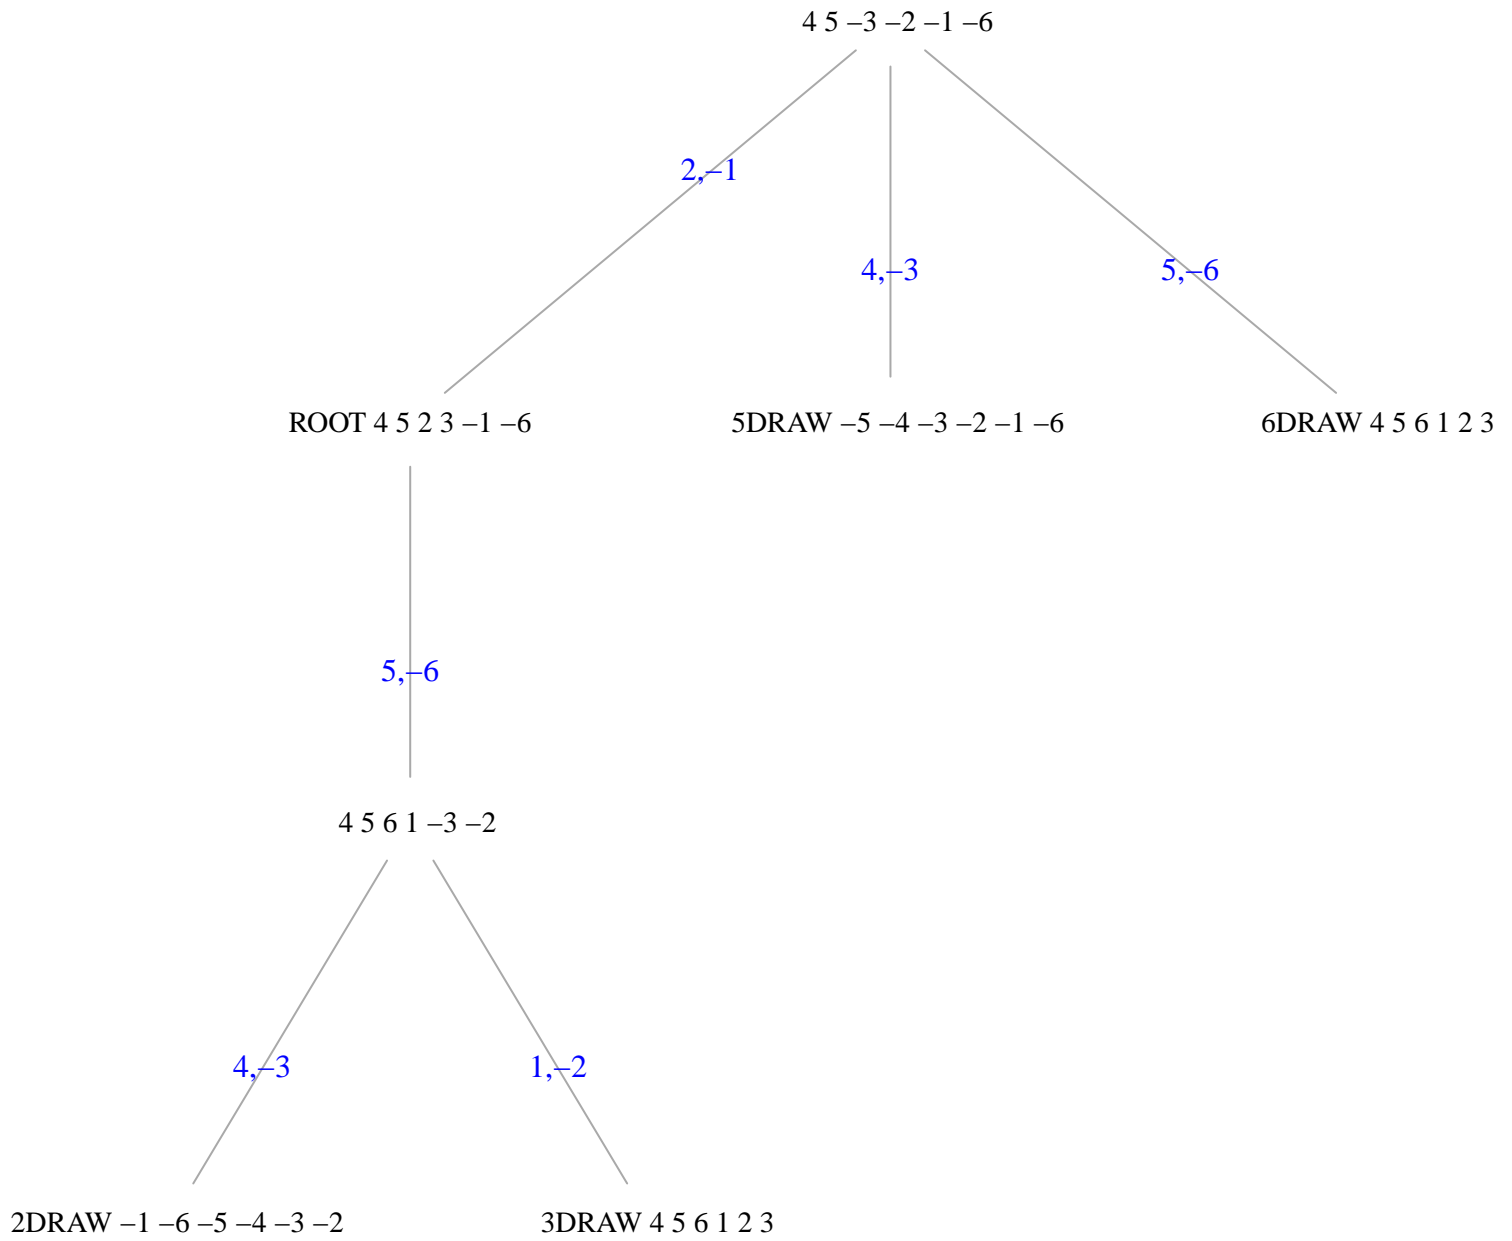 4 5 –3 –2 –1 –6
2,–1
4,–3
5,–6
ROOT 4 5 2 3 –1 –6
5DRAW –5 –4 –3 –2 –1 –6
6DRAW 4 5 6 1 2 3
5,–6
4 5 6 1 –3 –2
4,–3
1,–2
2DRAW –1 –6 –5 –4 –3 –2
3DRAW 4 5 6 1 2 3